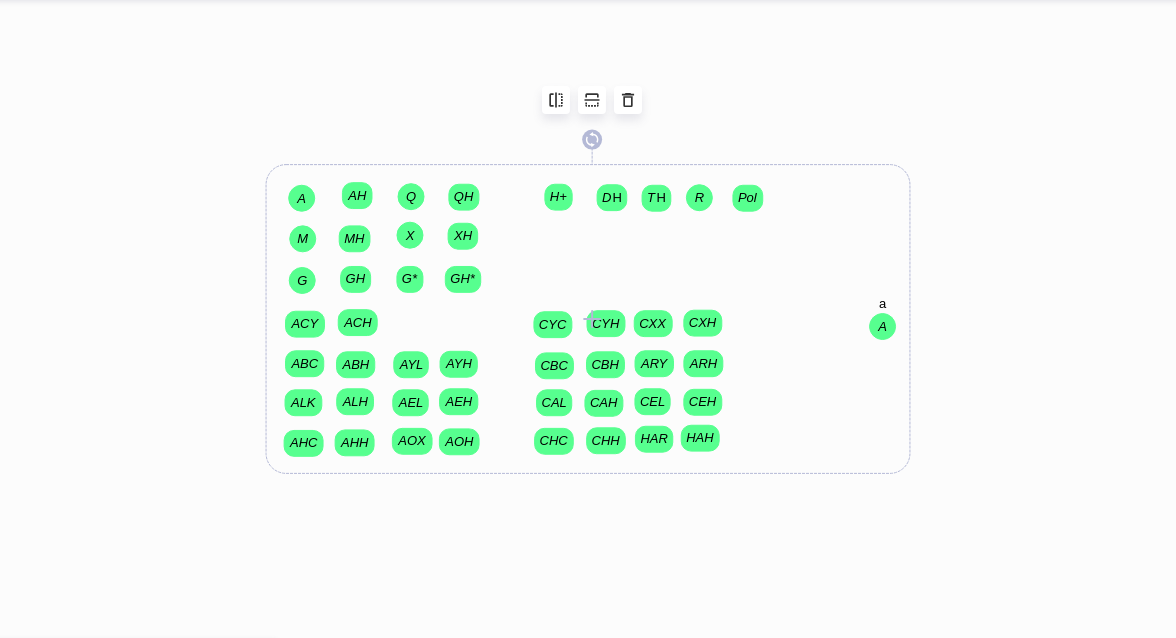 A AH Q QH H+ DH TH R Pol
M MH X XH
G GH G* GH*
a
ACY ACH CYC CYH CXX CXH A
ABC ABH AYL AYH CBC CBH ARY ARH
ALK ALH AEL AEH CAL CAH CEL CEH
AHC AHH AOX AOH CHC CHH HAR HAH